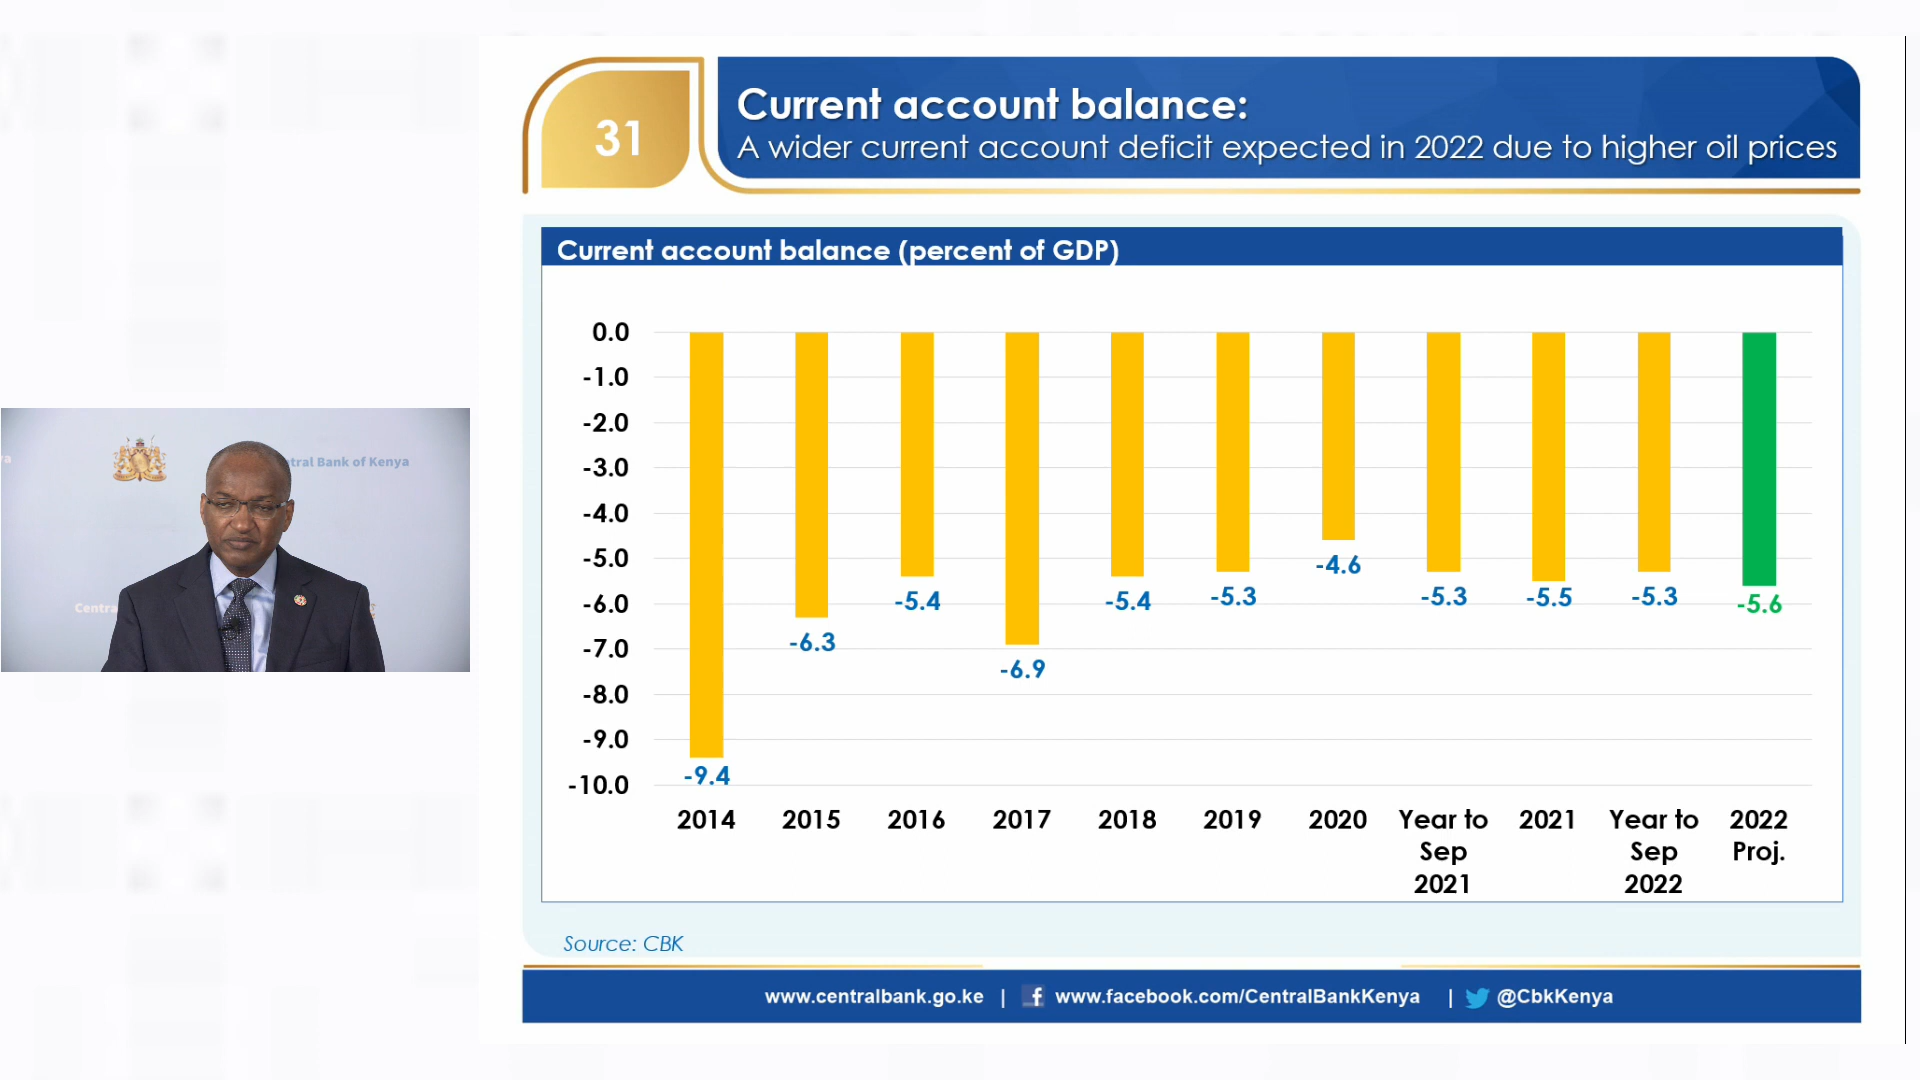 31
Current account balance:
A wider current account deficit expected in 2022 due to higher oil prices
Current account balance (percent of GDP)
0.0
-1.0
-2.0
-3.0
-4.0
-5.0
-6.0
-7.0
-8.0
-9.0
-10.0
-9.4
-6.3
-5.4
-6.9
-5.4
-5.3
-4.6
-5.3
-5.5
-5.3
-5.6
2014 2015 2016 2017 2018 2019 2020 Year to Sep 2021 2021 Year to Sep 2022 2022 Proj.
Source: CBK
www.centralbank.go.ke | www.facebook.com/CentralBankKenya | @CbkKenya
ya
tral Bank of Kenya
Centra